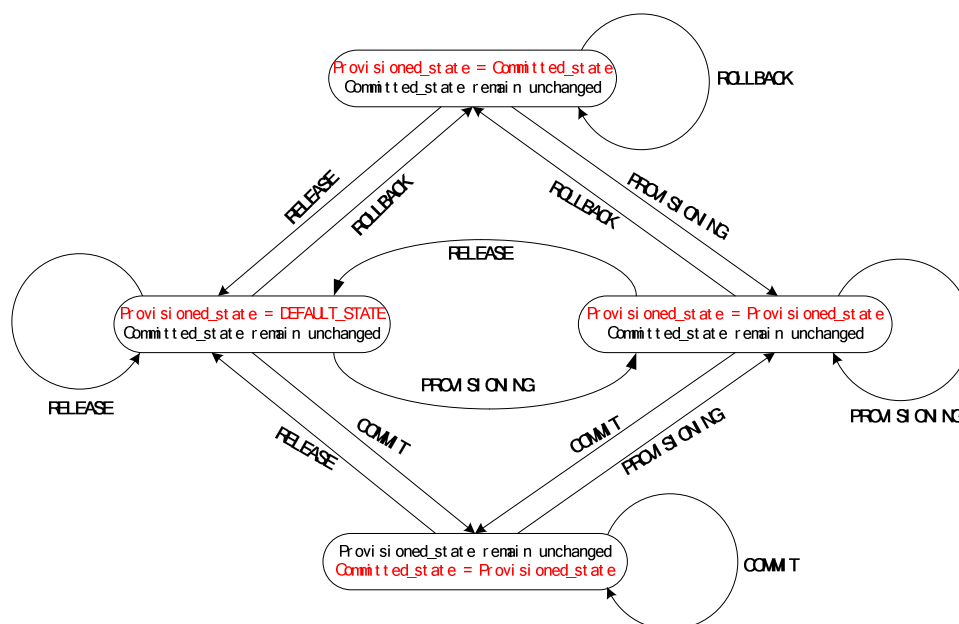 Provisioned_state = Committed_state
Committed_state remain unchanged
ROLLBACK
RELEASE
ROLLBACK
ROLLBACK
PROVISIONING
RELEASE
Provisioned_state = DEFAULT_STATE
Committed_state remain unchanged
Provisioned_state = Provisioned_state
Committed_state remain unchanged
PROVISIONING
RELEASE
PROVISIONING
COMMIT
RELEASE
COMMIT
PROVISIONING
Provisioned_state remain unchanged
Committed_state = Provisioned_state
COMMIT